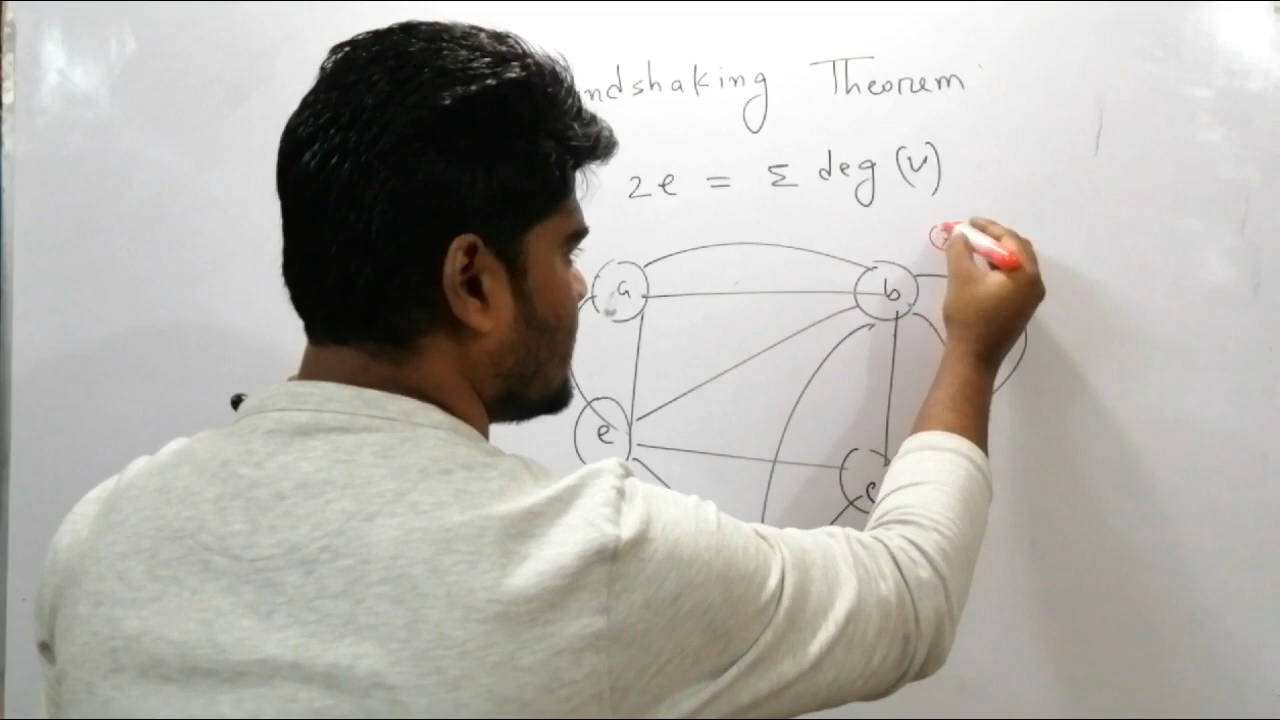 ndshaking Theorem
2e = Σ deg (v)
a
b
e
c